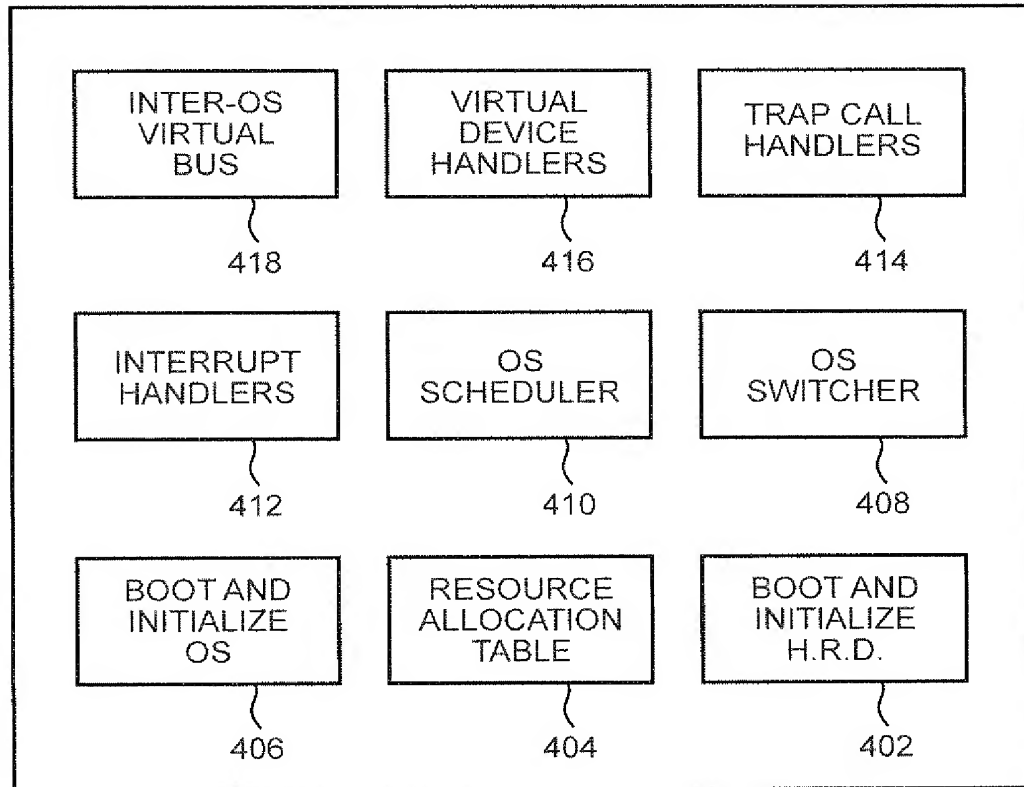 INTER-OS
VIRTUAL
BUS
418
VIRTUAL
DEVICE
HANDLERS
416
TRAP CALL
HANDLERS
414
INTERRUPT
HANDLERS
412
OS
SCHEDULER
410
OS
SWITCHER
408
BOOT AND
INITIALIZE
OS
406
RESOURCE
ALLOCATION
TABLE
404
BOOT AND
INITIALIZE
H.R.D.
402